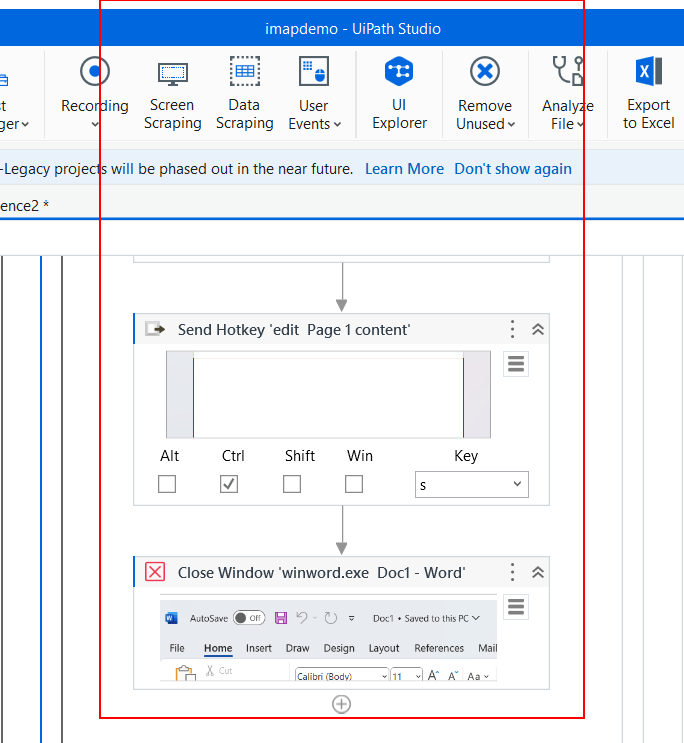 imapdemo - UiPath Studio
Recording Screen Scraping Data Scraping User Events UI Explorer Remove Unused Analyze File Export to Excel
-Legacy projects will be phased out in the near future. Learn More Don't show again
ence2 *
Send Hotkey 'edit Page 1 content'
Alt Ctrl Shift Win Key
s
Close Window 'winword.exe Doc1 - Word'
AutoSave Off Doc1 • Saved to this PC
File Home Insert Draw Design Layout References Mail
Cut Calibri (Body) 11 A A Aa